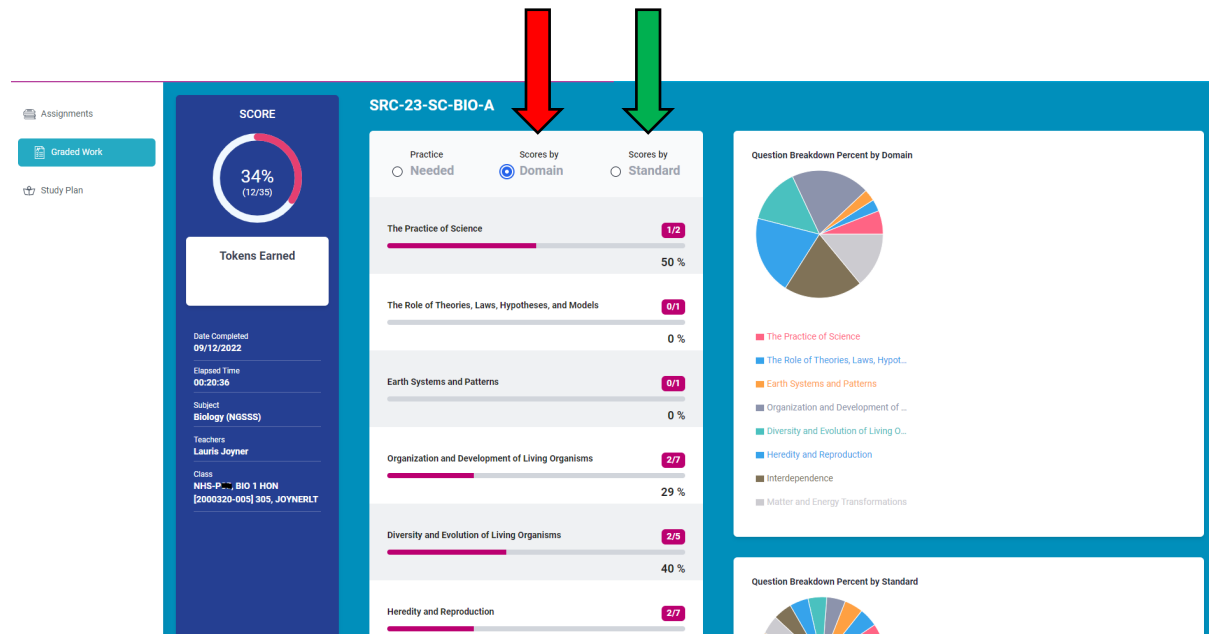 Assignments
Graded Work
Study Plan
SCORE
34%
(12/35)
Tokens Earned
Date Completed
09/12/2022
Elapsed Time
00:20:36
Subject
Biology (NGSSS)
Teachers
Lauris Joyner
Class
NHS-P , BIO 1 HON
[2000320-005] 305, JOYNERLT
SRC-23-SC-BIO-A
Practice
Needed
Scores by
Domain
Scores by
Standard
The Practice of Science
1/2
50 %
The Role of Theories, Laws, Hypotheses, and Models
0/1
0 %
Earth Systems and Patterns
0/1
0 %
Organization and Development of Living Organisms
2/7
29 %
Diversity and Evolution of Living Organisms
2/5
40 %
Heredity and Reproduction
2/7
Question Breakdown Percent by Domain
The Practice of Science
The Role of Theories, Laws, Hypot...
Earth Systems and Patterns
Organization and Development of ...
Diversity and Evolution of Living O...
Heredity and Reproduction
Interdependence
Matter and Energy Transformations
Question Breakdown Percent by Standard